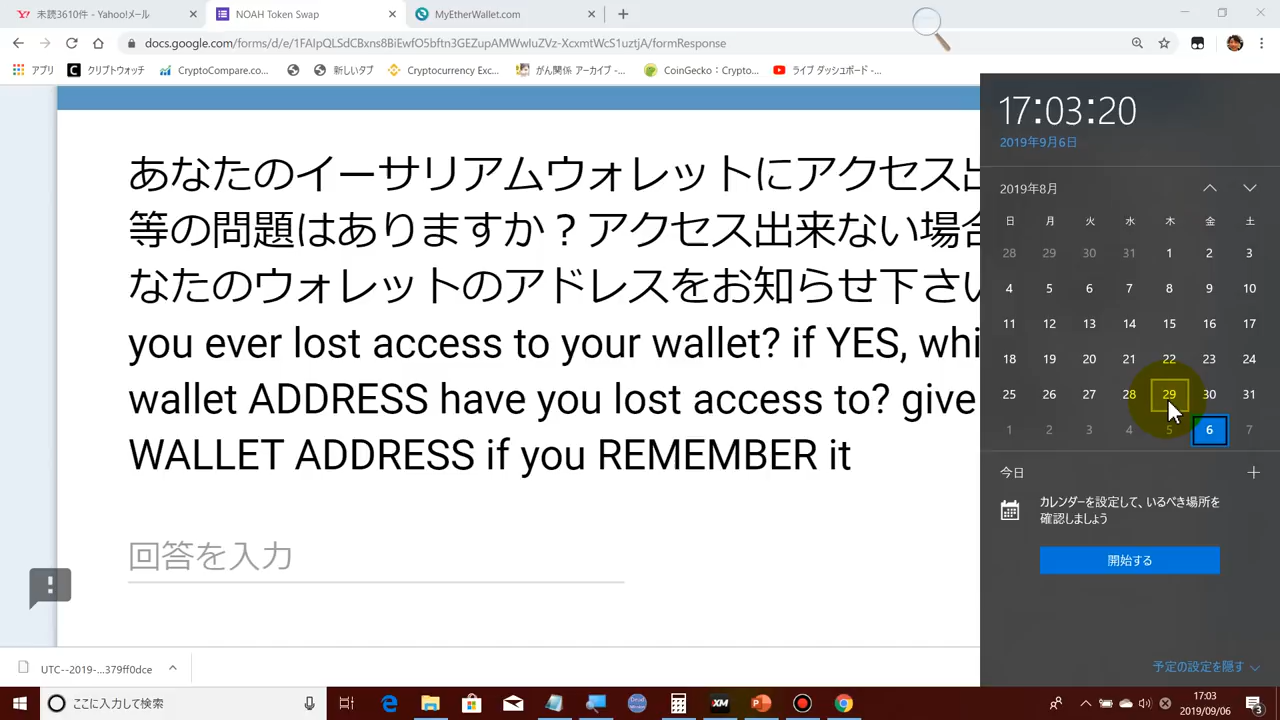 未読3610件 - Yahoo!メール
NOAH Token Swap
MyEtherWallet.com
docs.google.com/forms/d/e/1FAIpQLSdCBxns8BiEwfO5bftn3GEZupAMWwIuZVz-XcxmtWcS1uztjA/formResponse
アプリ
クリプトウォッチ
CryptoCompare.co...
新しいタブ
Cryptocurrency Exc...
がん関係 アーカイブ -...
CoinGecko：Crypto...
ライブ ダッシュボード -...
あなたのイーサリアムウォレットにアクセス出
等の問題はありますか？アクセス出来ない場合
なたのウォレットのアドレスをお知らせ下さい
you ever lost access to your wallet? if YES, whi
wallet ADDRESS have you lost access to? give
WALLET ADDRESS if you REMEMBER it
回答を入力
17:03:20
2019年9月6日
2019年8月
日 月 火 水 木 金 土
28 29 30 31 1 2 3
4 5 6 7 8 9 10
11 12 13 14 15 16 17
18 19 20 21 22 23 24
25 26 27 28 29 30 31
1 2 3 4 5 6 7
今日
カレンダーを設定して、いるべき場所を
確認しましょう
開始する
予定の設定を隠す
UTC--2019-...379ff0dce
ここに入力して検索
XM
17:03
2019/09/06
3